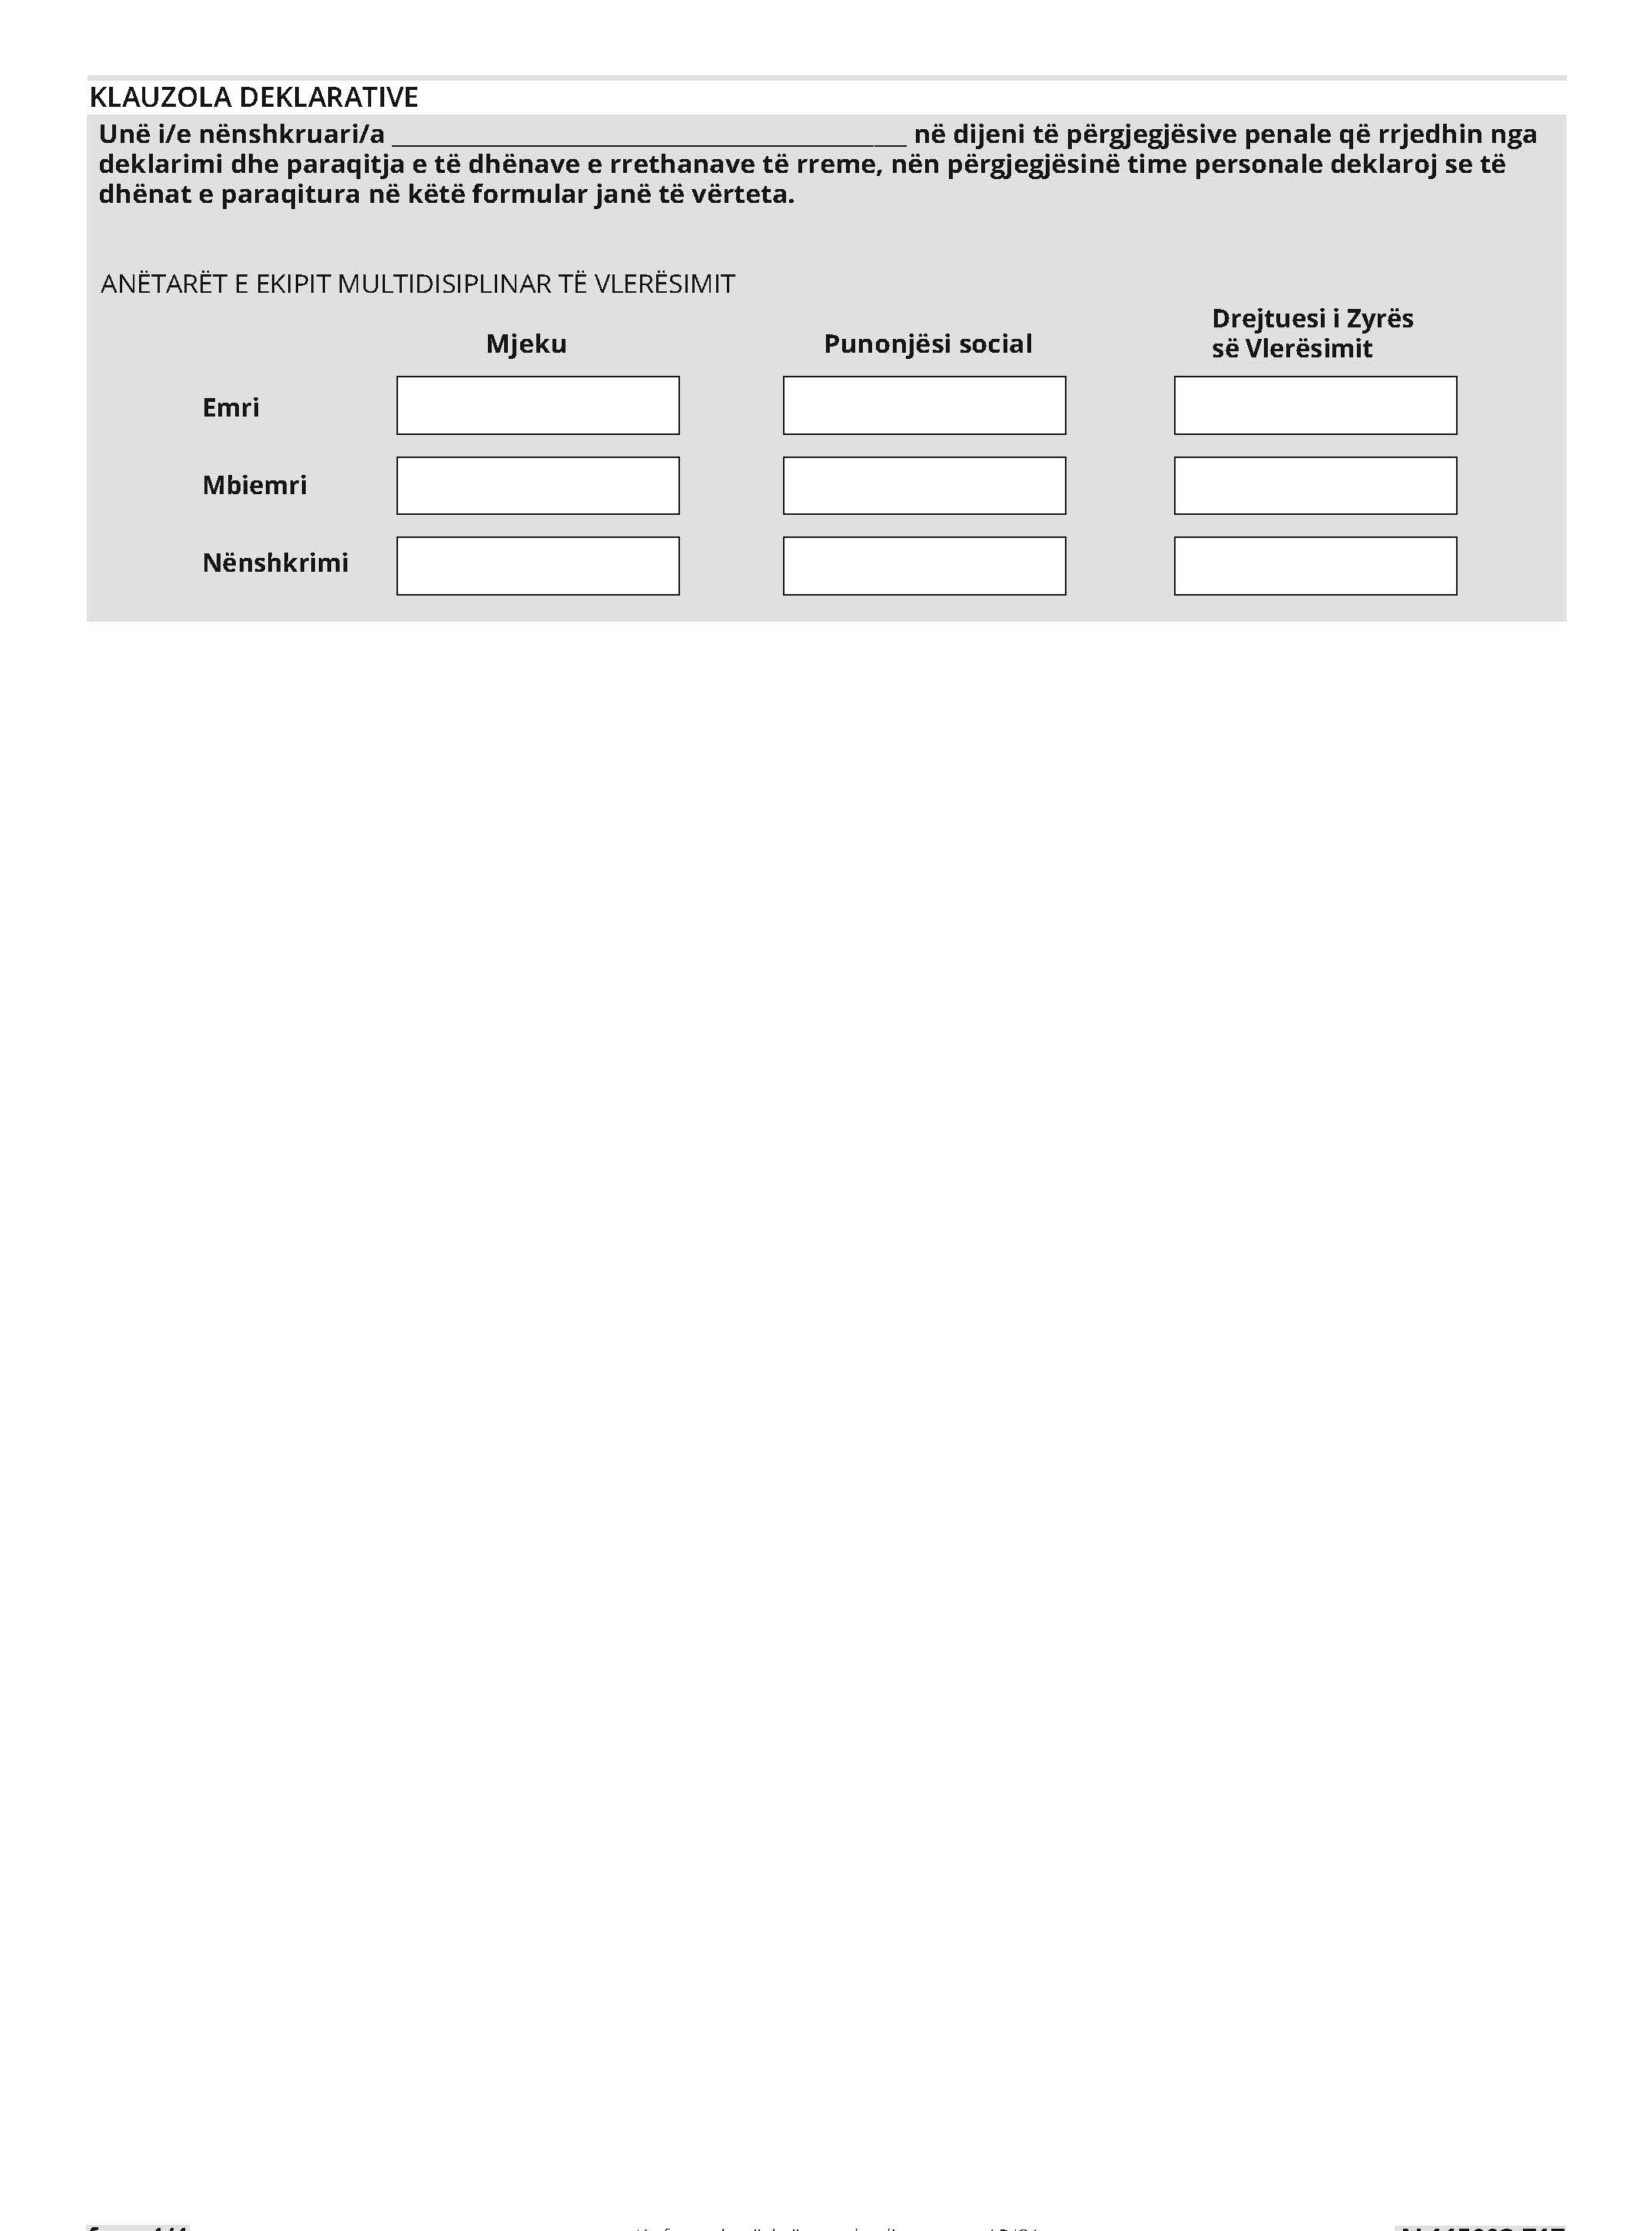 KLAUZOLA DEKLARATIVE
Unë i/e nënshkruari/a ______________________________________ në dijeni të përgjegjësive penale që rrjedhin nga
deklarimi dhe paraqitja e të dhënave e rrethanave të rreme, nën përgjegjësinë time personale deklaroj se të
dhënat e paraqitura në këtë formular janë të vërteta.
ANËTARËT E EKIPIT MULTIDISIPLINAR TË VLERËSIMIT
Mjeku Punonjësi social Drejtuesi i Zyrës
së Vlerësimit
Emri
Mbiemri
Nënshkrimi